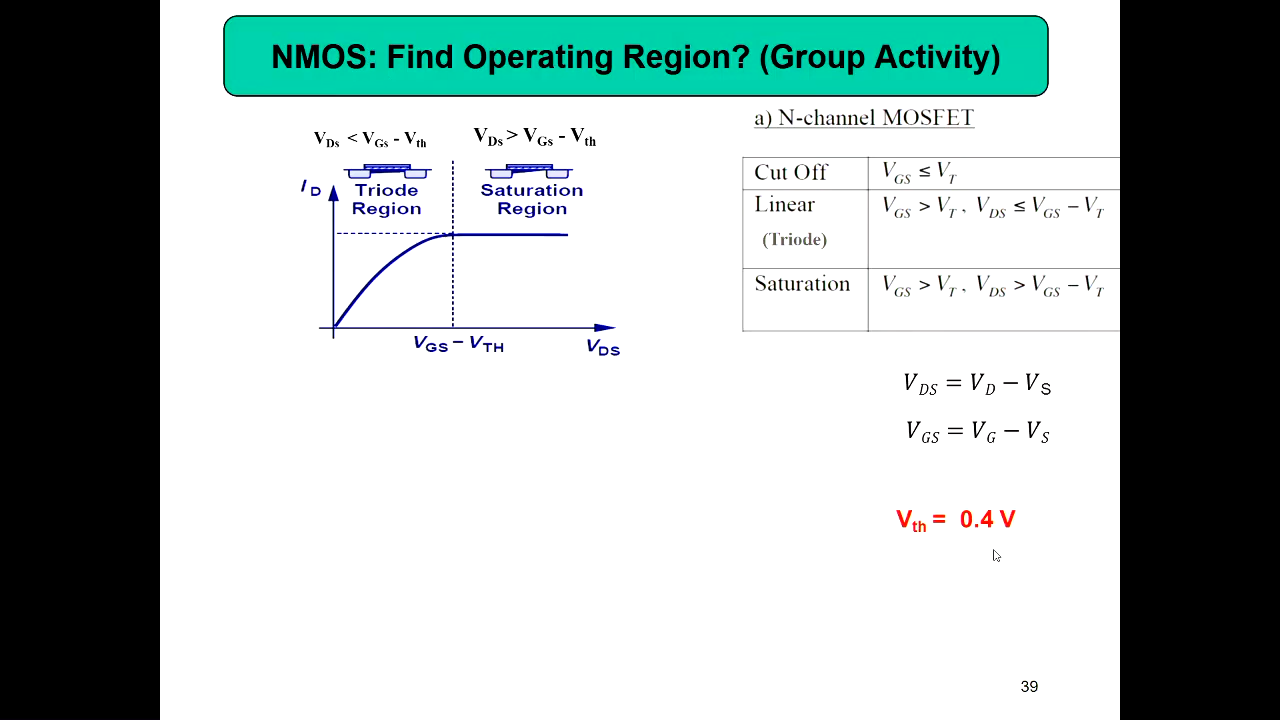 NMOS: Find Operating Region? (Group Activity)
a) N-channel MOSFET
V_Ds < V_Gs - V_th
V_Ds > V_Gs - V_th
I_D
Triode
Region
Saturation
Region
V_GS – V_TH
V_DS
Cut Off V_GS ≤ V_T
Linear V_GS > V_T , V_DS ≤ V_GS – V_T
(Triode)
Saturation V_GS > V_T , V_DS > V_GS – V_T
V_DS = V_D − V_S
V_GS = V_G − V_S
V_th = 0.4 V
39